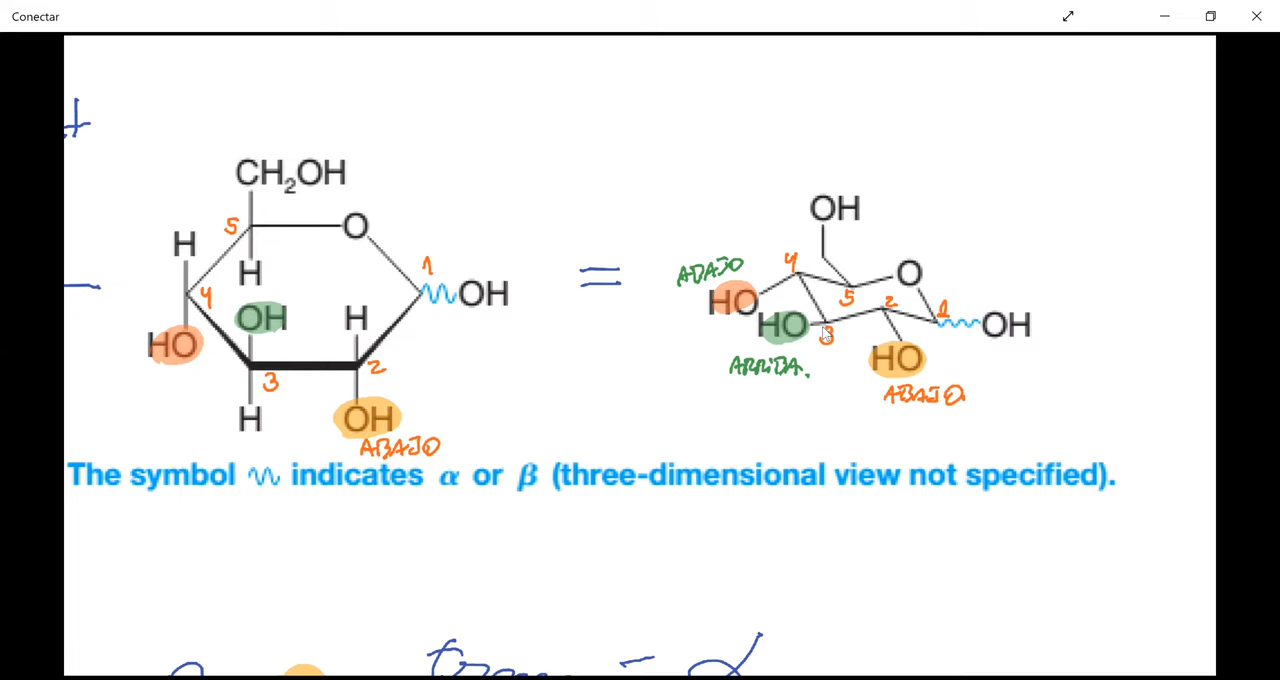 Conectar
CH2OH
5
O
H
H
1
4
OH
H
OH
HO
3
2
H
OH
ABAJO
=
OH
ABAJO
4
O
HO
5
2
1
HO
3
OH
HO
ARRIBA.
ABAJO
The symbol indicates α or β (three-dimensional view not specified).